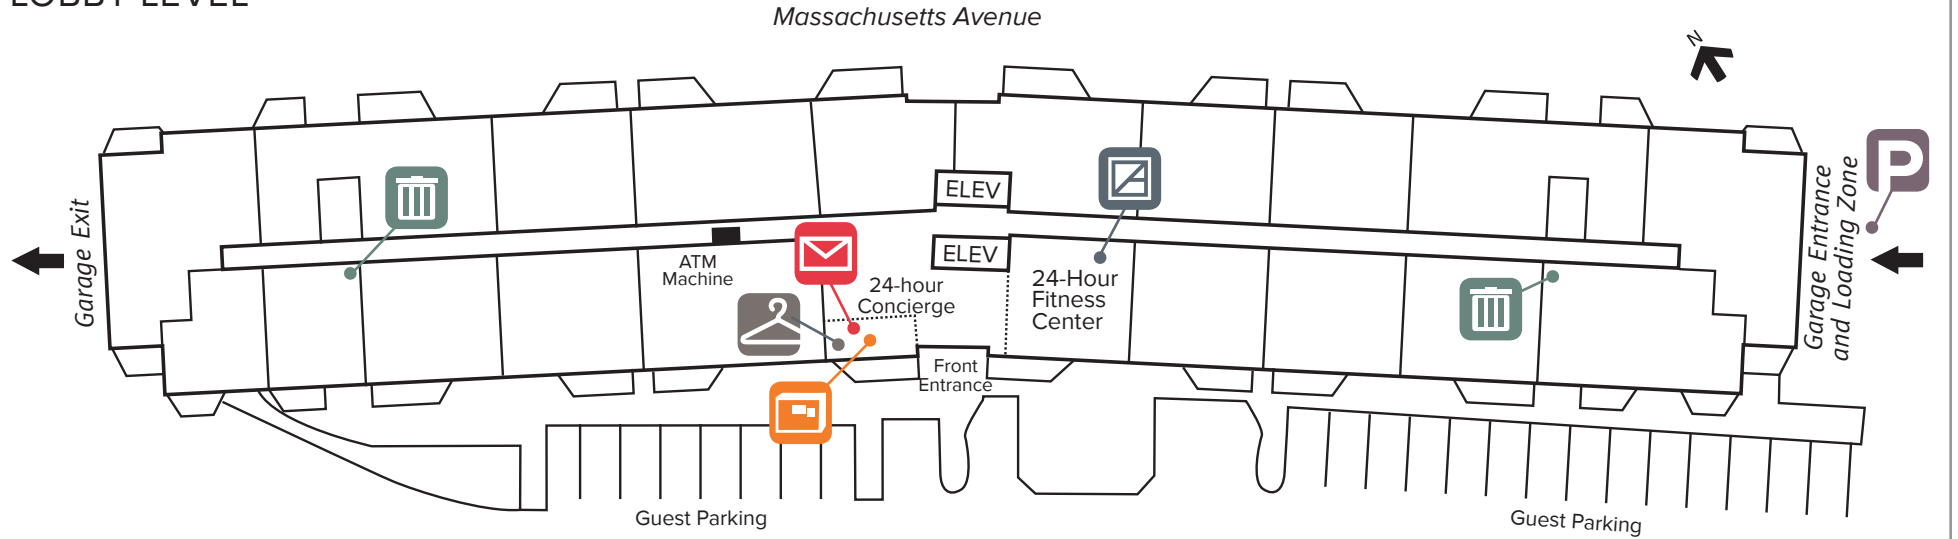 LOBBY LEVEL
Massachusetts Avenue
N
P
ELEV
ELEV
Garage Exit
ATM
Machine
24-hour
Concierge
24-Hour
Fitness
Center
Garage Entrance
and Loading Zone
Front
Entrance
Guest Parking
Guest Parking